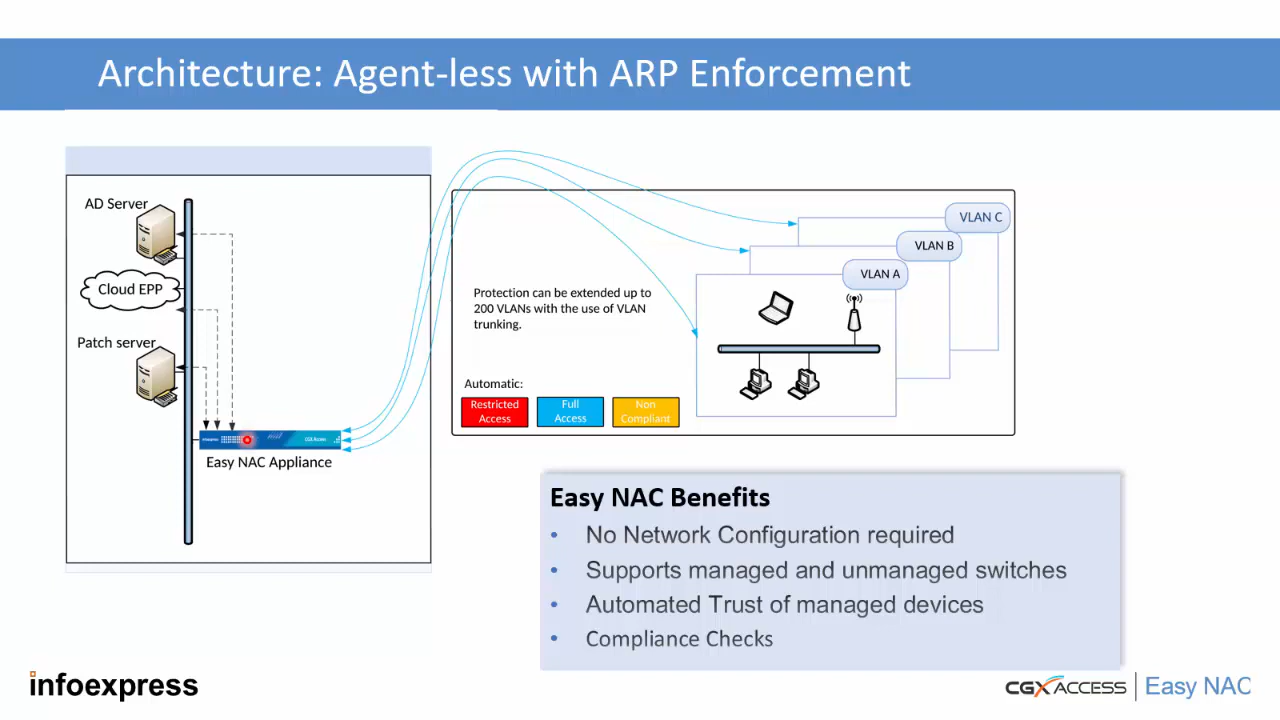 Architecture: Agent-less with ARP Enforcement
AD Server
Cloud EPP
Patch server
infoexpress
CGX Access
Easy NAC Appliance
VLAN C
VLAN B
VLAN A
Protection can be extended up to
200 VLANs with the use of VLAN
trunking.
Automatic:
Restricted
Access
Full
Access
Non
Compliant
Easy NAC Benefits
• No Network Configuration required
• Supports managed and unmanaged switches
• Automated Trust of managed devices
• Compliance Checks
infoexpress
CGXACCESS | Easy NAC